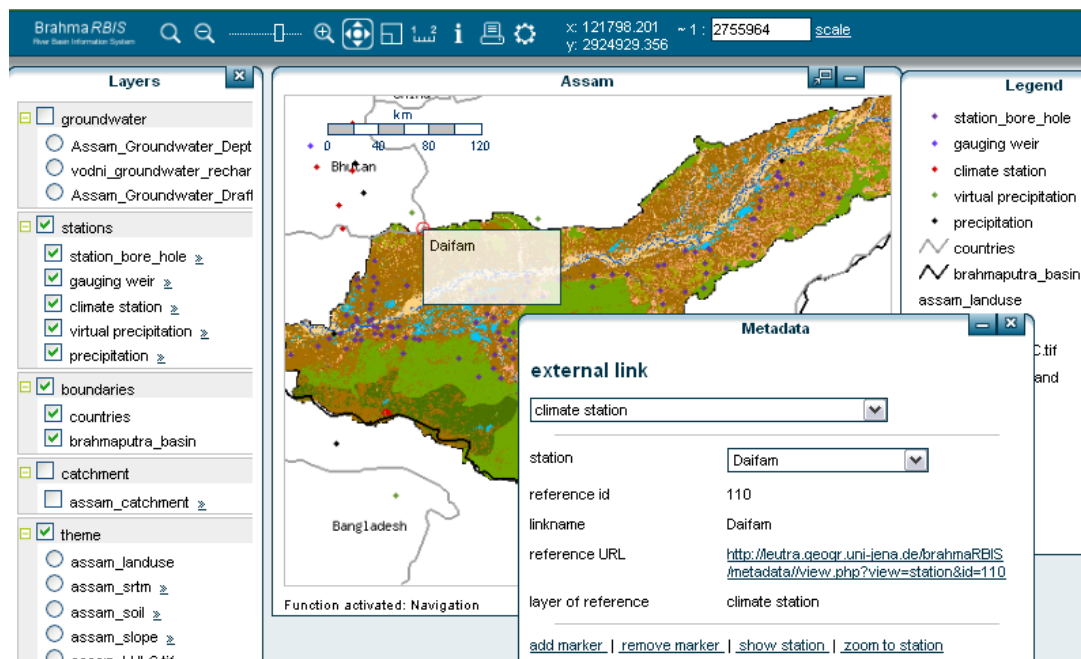 Brahma RBIS
River Basin Information System
x: 121798.201
y: 2924929.356
~ 1 : 2755964 scale
Layers
groundwater
Assam_Groundwater_Dept
vodni_groundwater_rechar
Assam_Groundwater_Draft
stations
station_bore_hole »
gauging weir »
climate station »
virtual precipitation »
precipitation »
boundaries
countries
brahmaputra_basin
catchment
assam_catchment »
theme
assam_landuse
assam_srtm »
assam_soil »
assam_slope »
Assam
km
0 40 80 120
Bhutan
Daifam
Bangladesh
Function activated: Navigation
Legend
station_bore_hole
gauging weir
climate station
virtual precipitation
precipitation
countries
brahmaputra_basin
assam_landuse
C.tif
and
Metadata
external link
climate station
station Daifam
reference id 110
linkname Daifam
reference URL http://leutra.geogr.uni-jena.de/brahmaRBIS
/metadata//view.php?view=station&id=110
layer of reference climate station
add marker | remove marker | show station | zoom to station